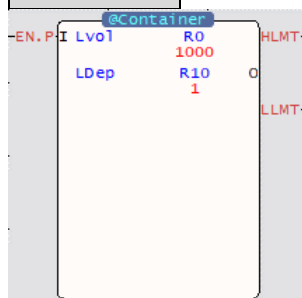 @Container
EN.P I Lvol R0 HLMT
1000
LDep R10 O
1
LLMT